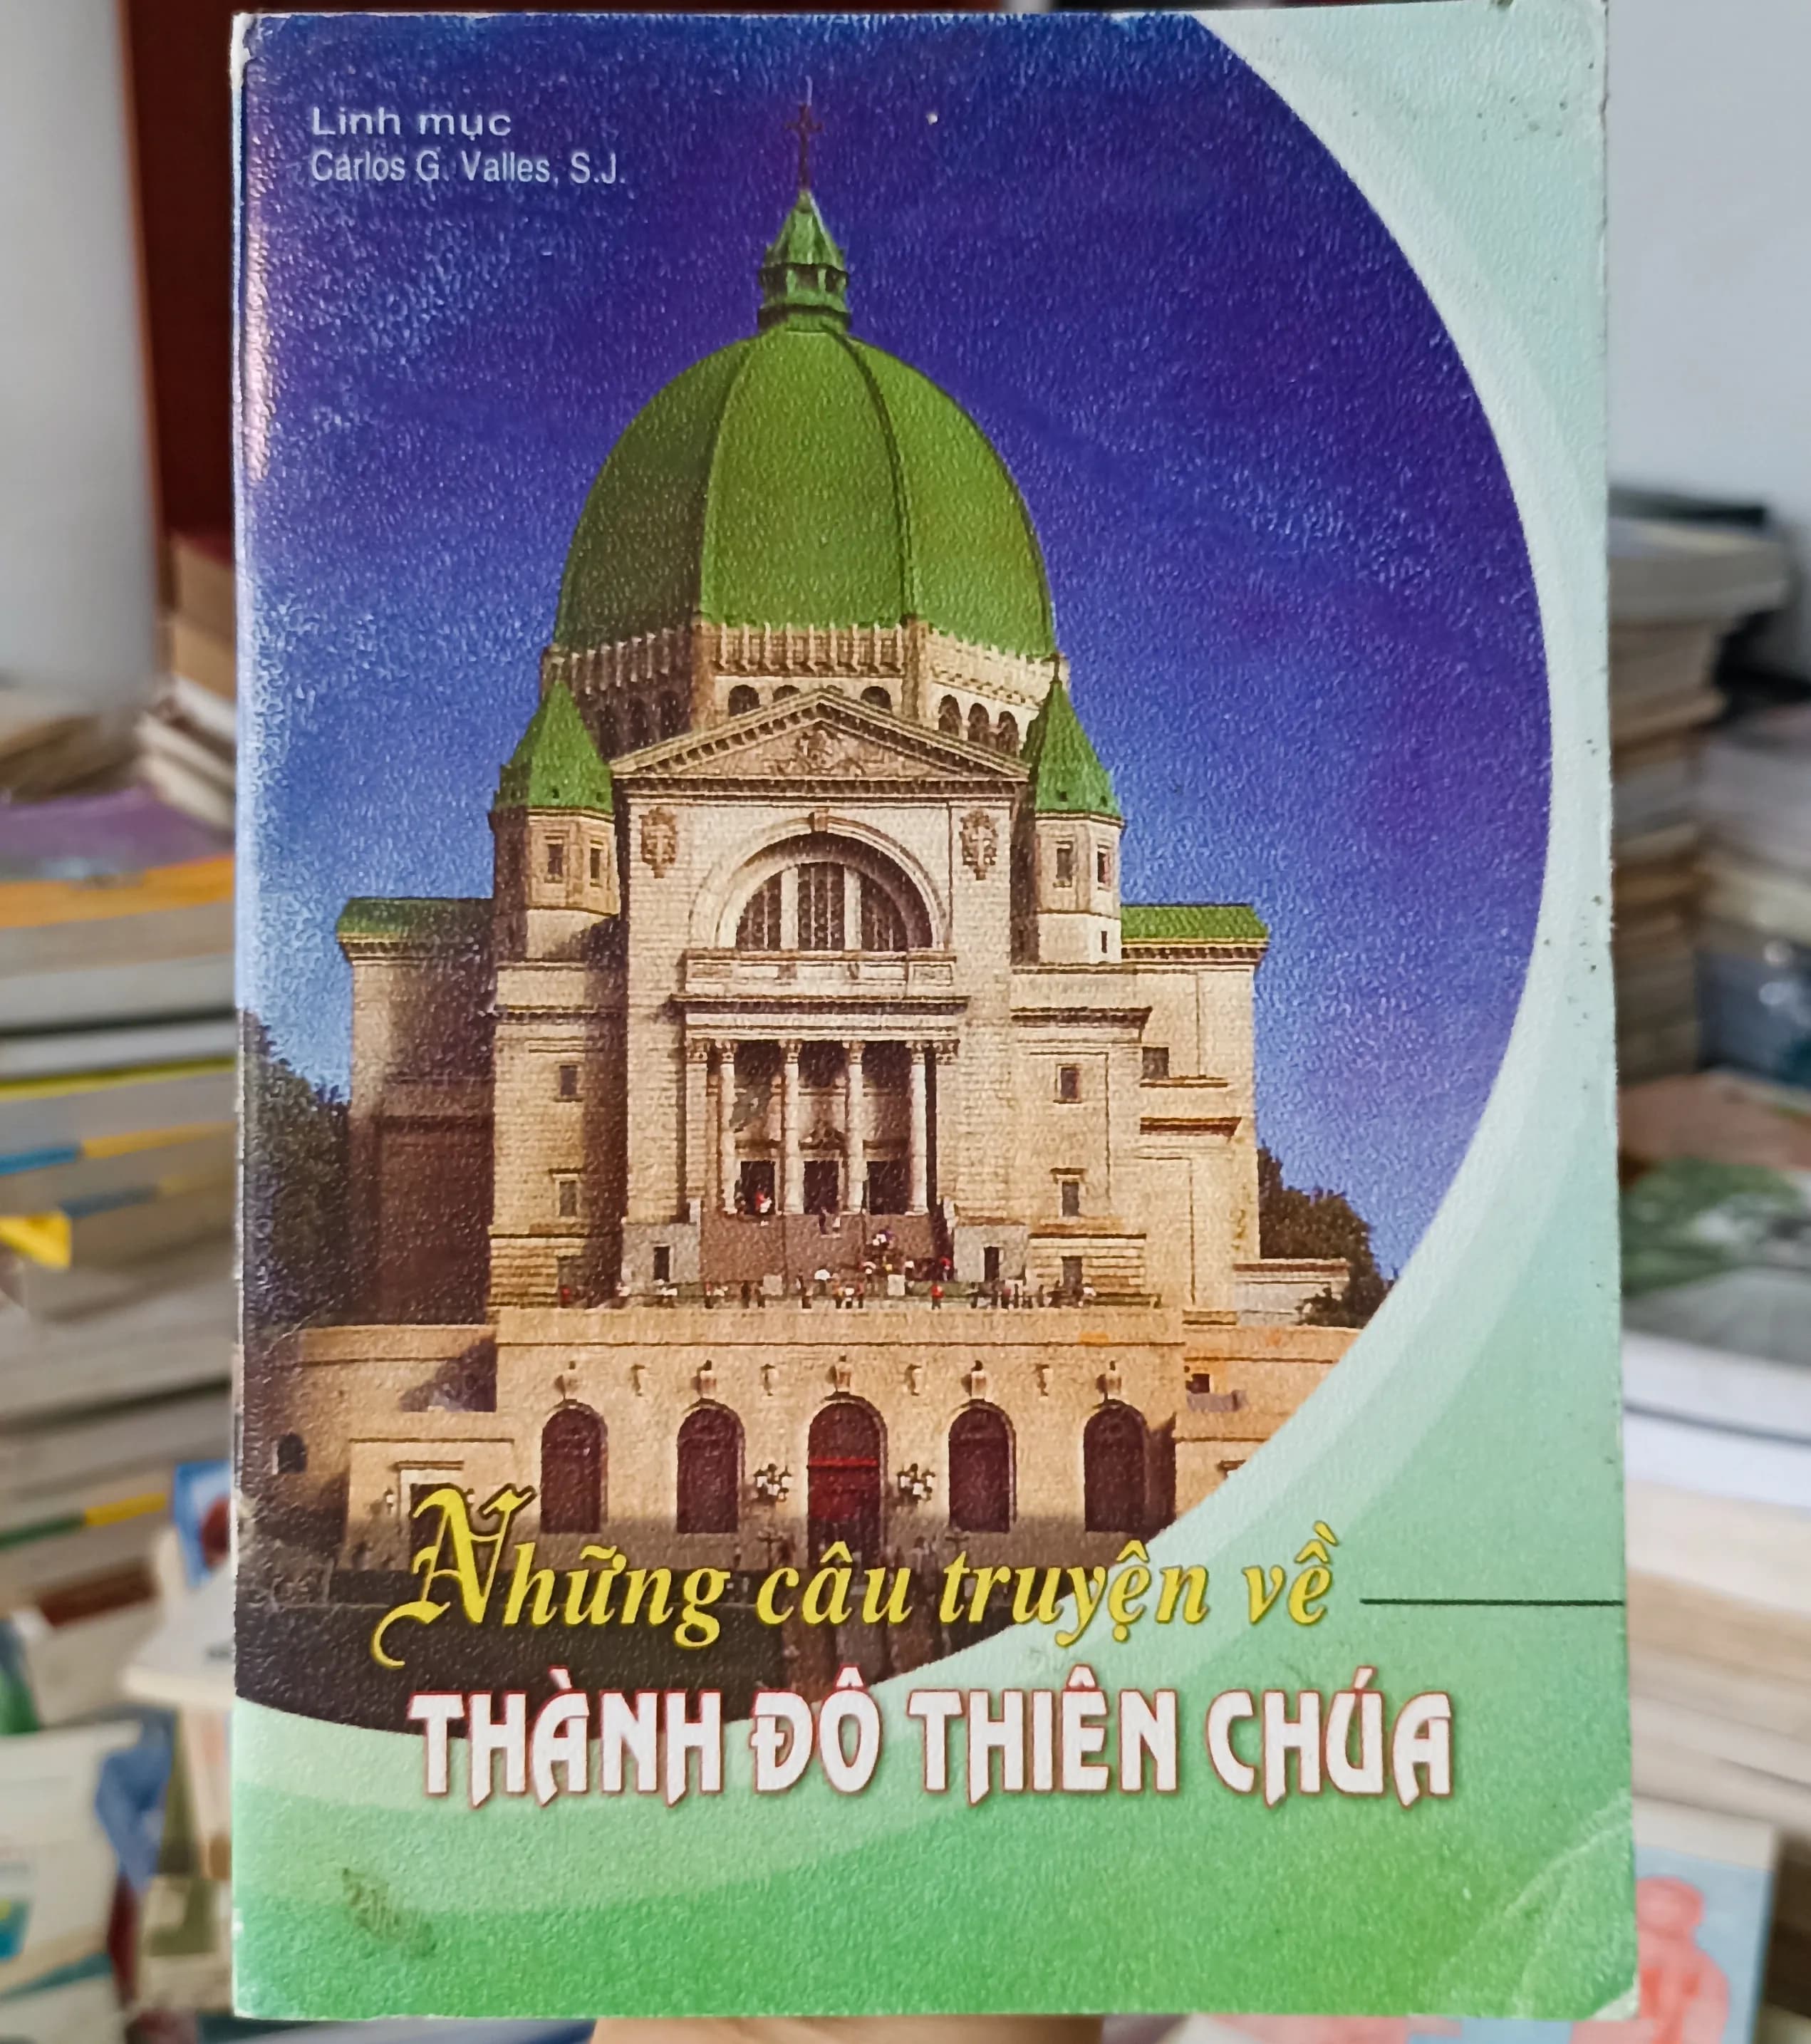 Linh mục
Carlos G. Valles, S.J.
Những câu truyện về
THÀNH ĐÔ THIÊN CHÚA